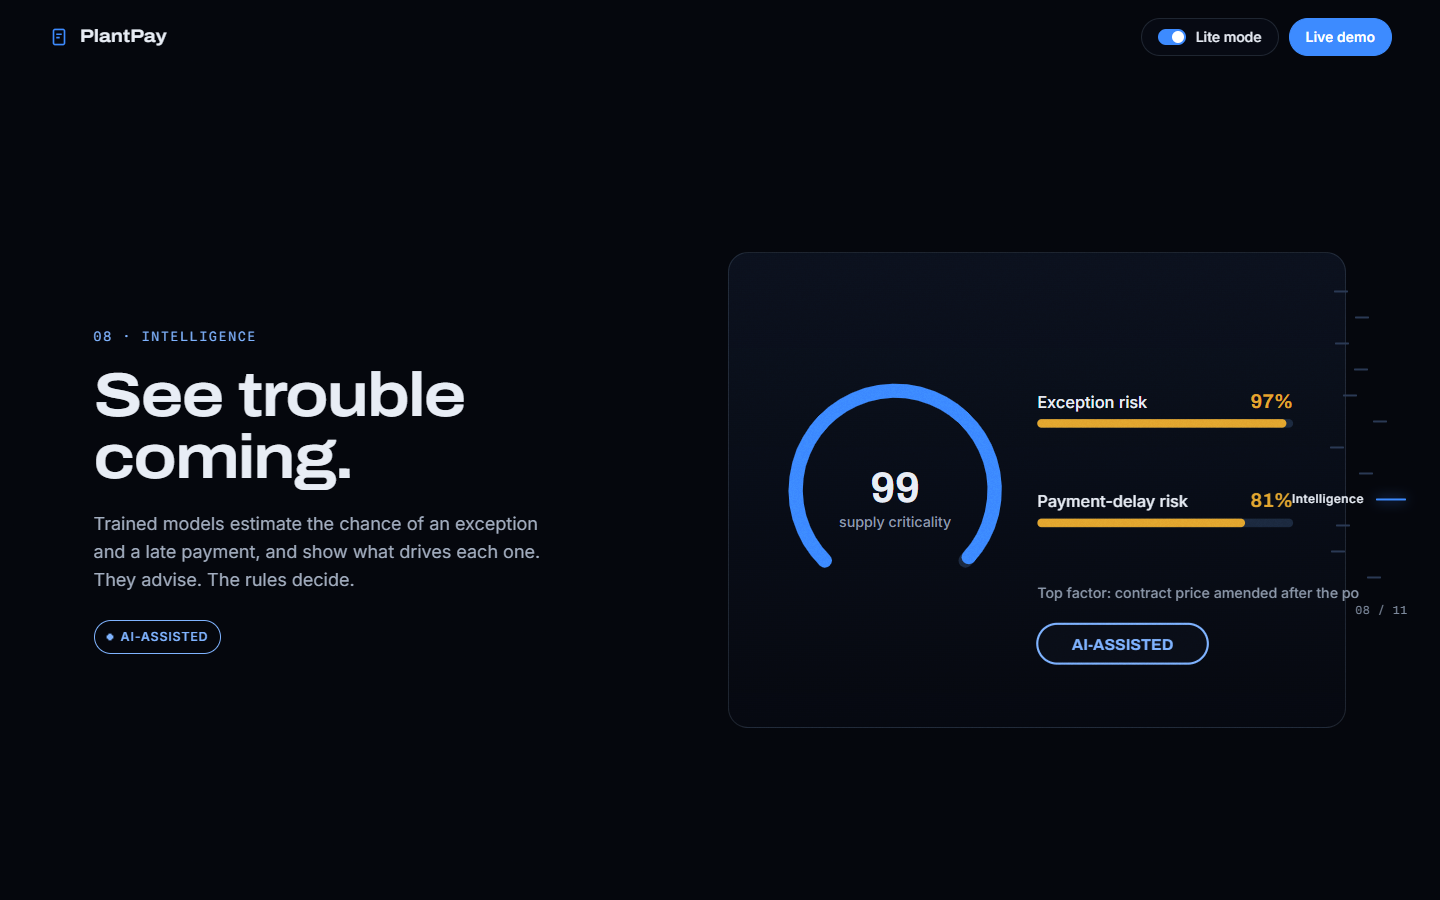 PlantPay
Lite mode
Live demo
08 · INTELLIGENCE
See trouble
coming.
Trained models estimate the chance of an exception
and a late payment, and show what drives each one.
They advise. The rules decide.
AI-ASSISTED
99
supply criticality
Exception risk 97%
Payment-delay risk 81%
Intelligence
Top factor: contract price amended after the po
08 / 11
AI-ASSISTED